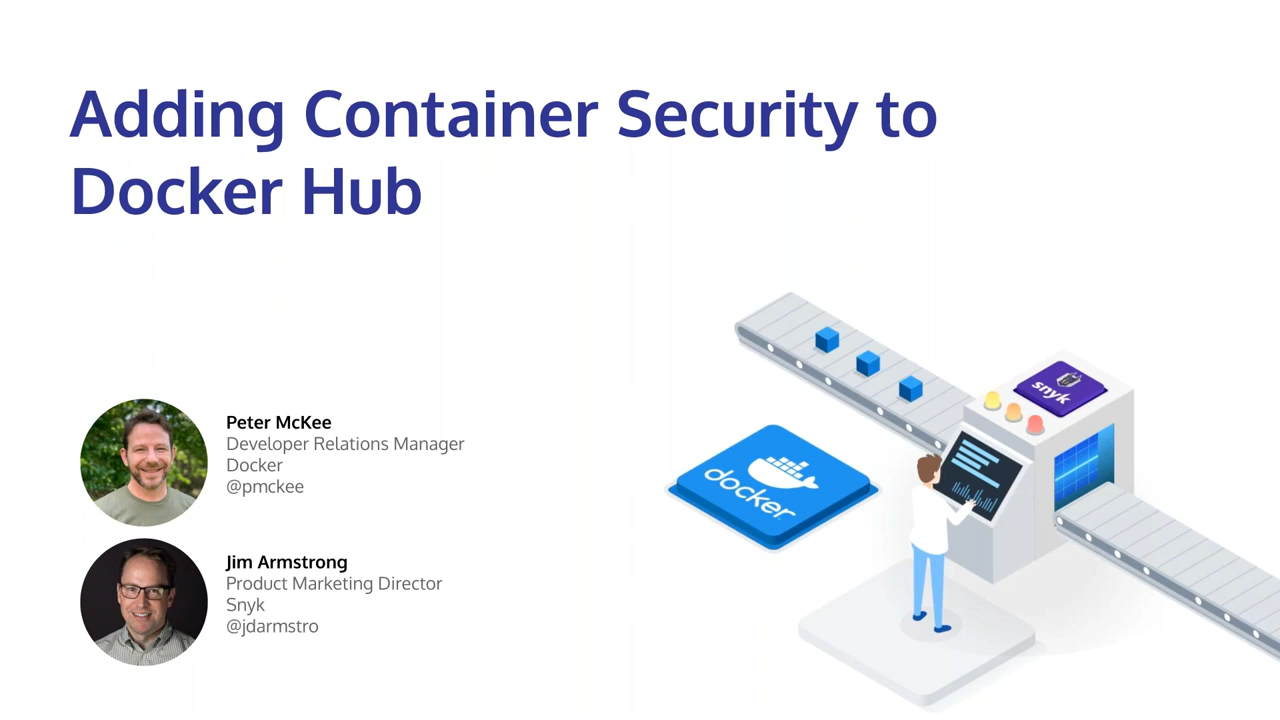 Adding Container Security to
Docker Hub
Peter McKee
Developer Relations Manager
Docker
@pmckee
Jim Armstrong
Product Marketing Director
Snyk
@jdarmstro
docker
snyk